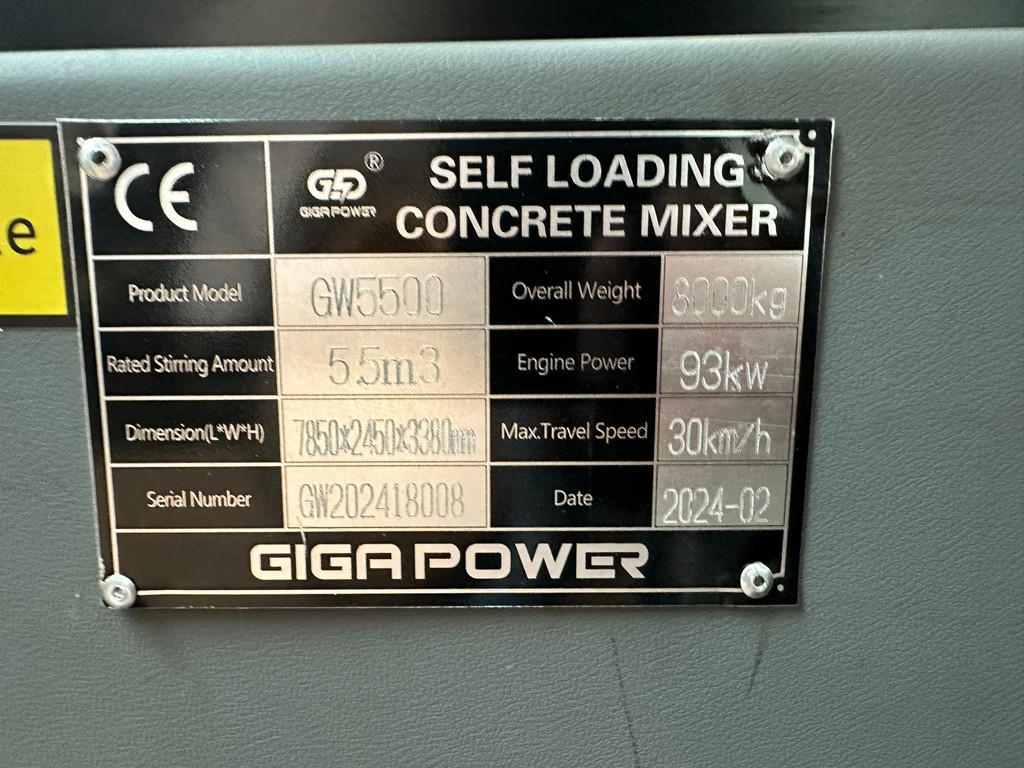 e
CE
GP ®
GIGA POWER
SELF LOADING
CONCRETE MIXER
Product Model GW5500 Overall Weight 8000kg
Rated Stirring Amount 5.5m3 Engine Power 93kw
Dimension(L*W*H) 7850x2450x3380mm Max.Travel Speed 30km/h
Serial Number GW202418008 Date 2024-02
GIGA POWER